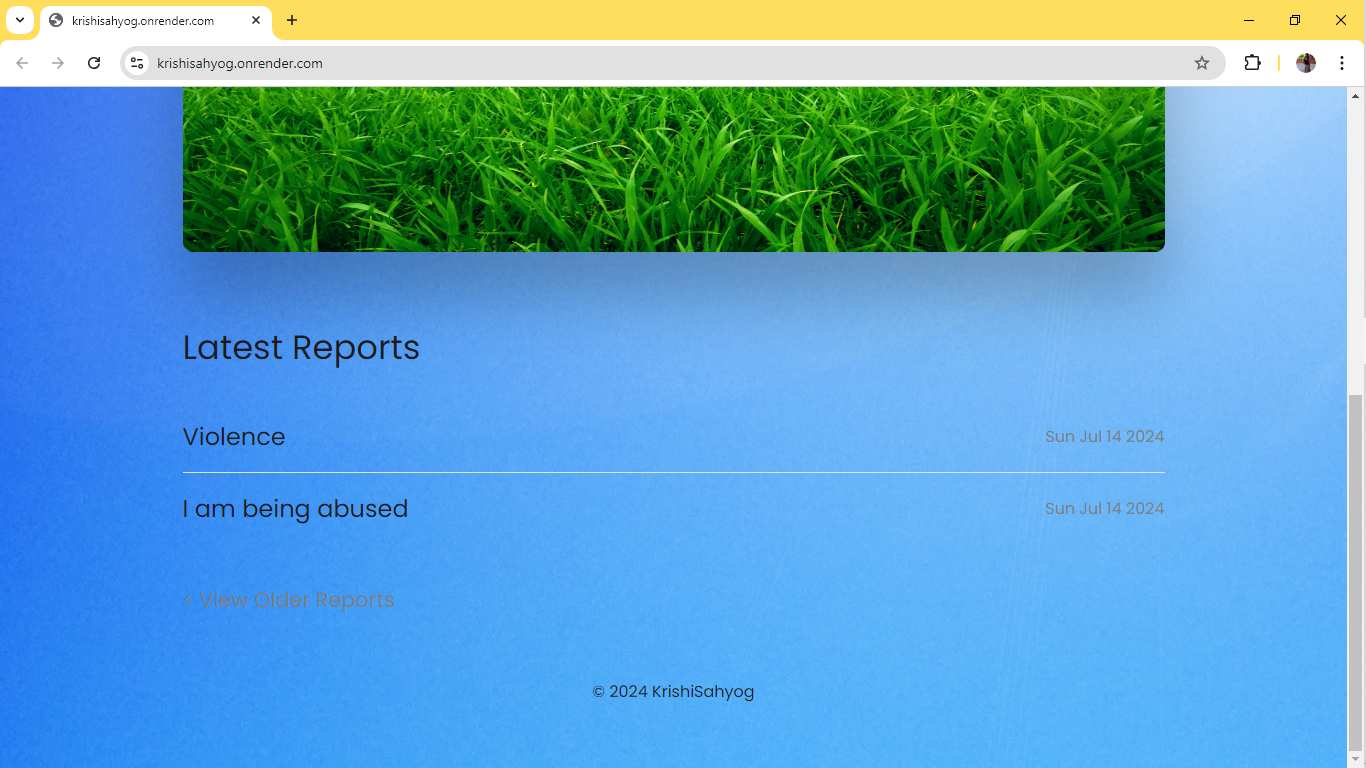 krishisahyog.onrender.com
krishisahyog.onrender.com
Latest Reports
Violence Sun Jul 14 2024
I am being abused Sun Jul 14 2024
< View Older Reports
© 2024 KrishiSahyog